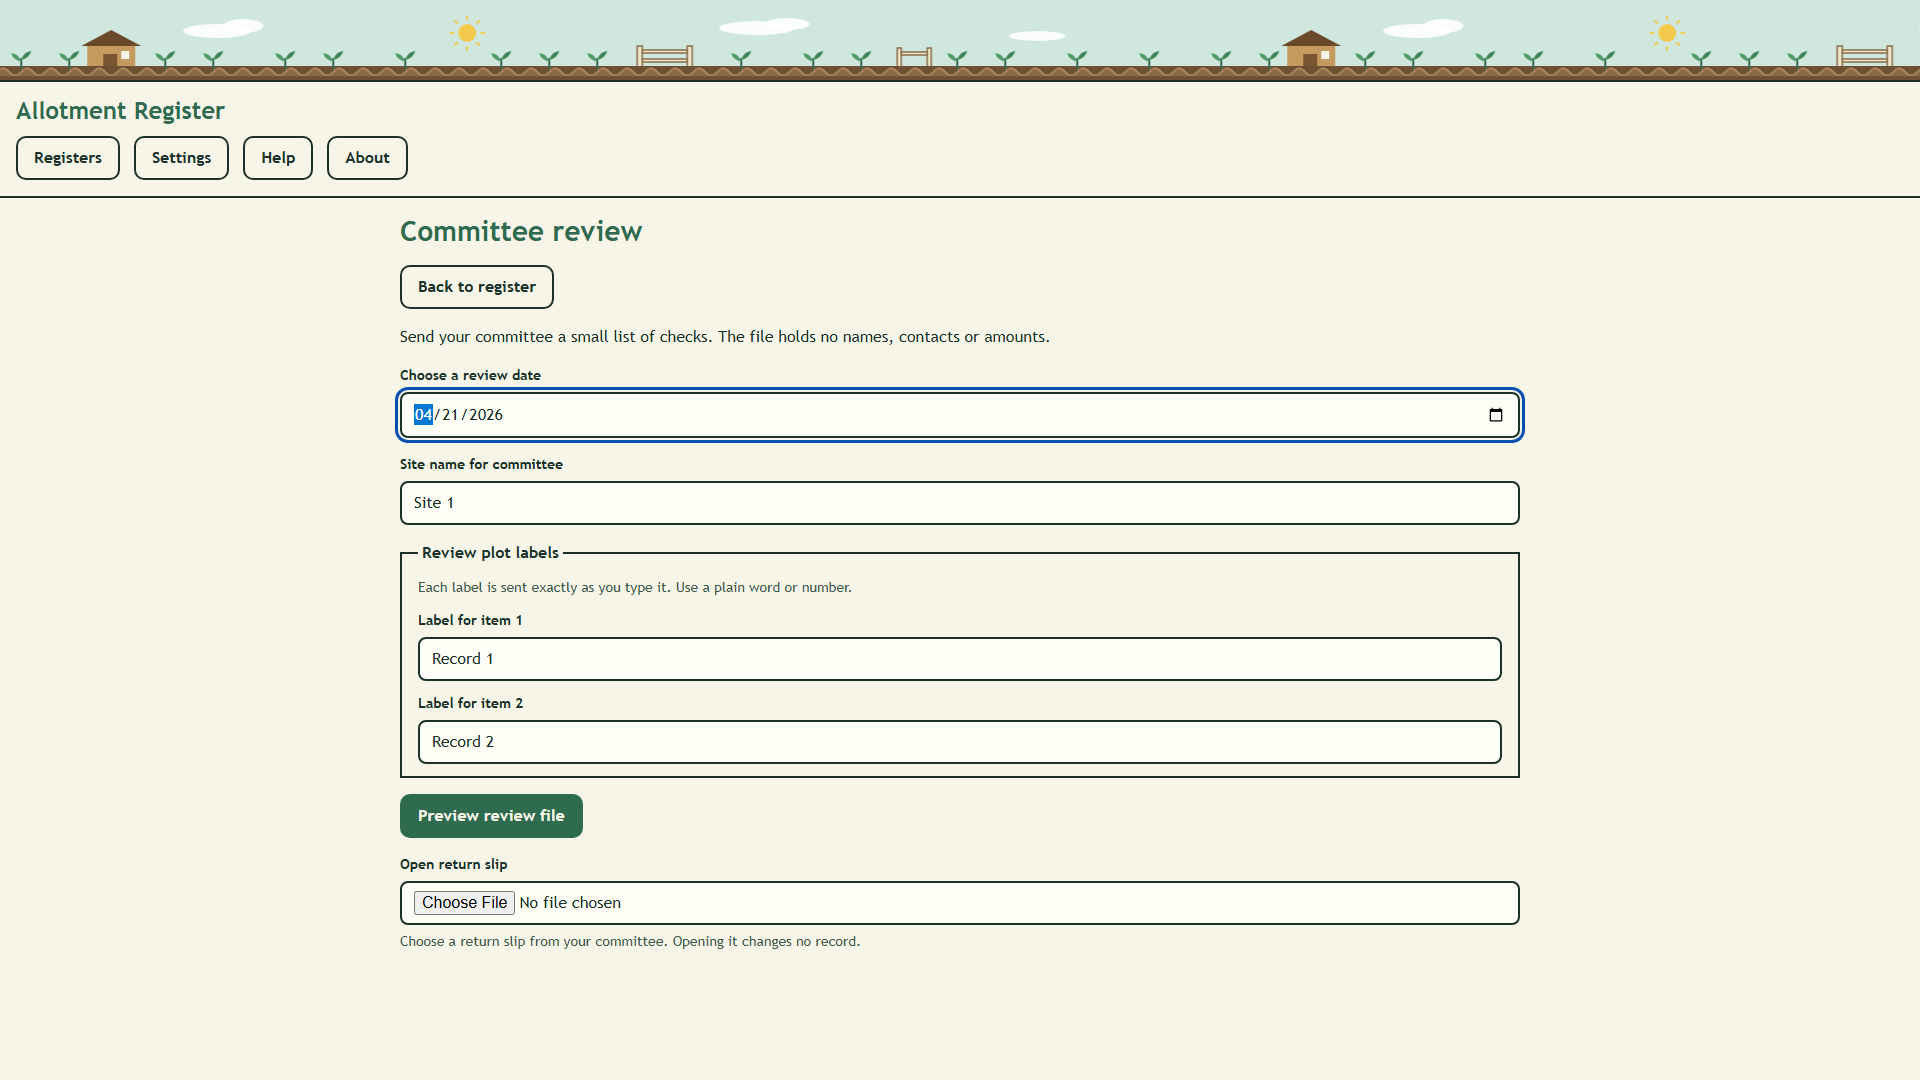 Allotment Register
Registers Settings Help About
Committee review
Back to register
Send your committee a small list of checks. The file holds no names, contacts or amounts.
Choose a review date
04/21/2026
Site name for committee
Site 1
Review plot labels
Each label is sent exactly as you type it. Use a plain word or number.
Label for item 1
Record 1
Label for item 2
Record 2
Preview review file
Open return slip
Choose File No file chosen
Choose a return slip from your committee. Opening it changes no record.